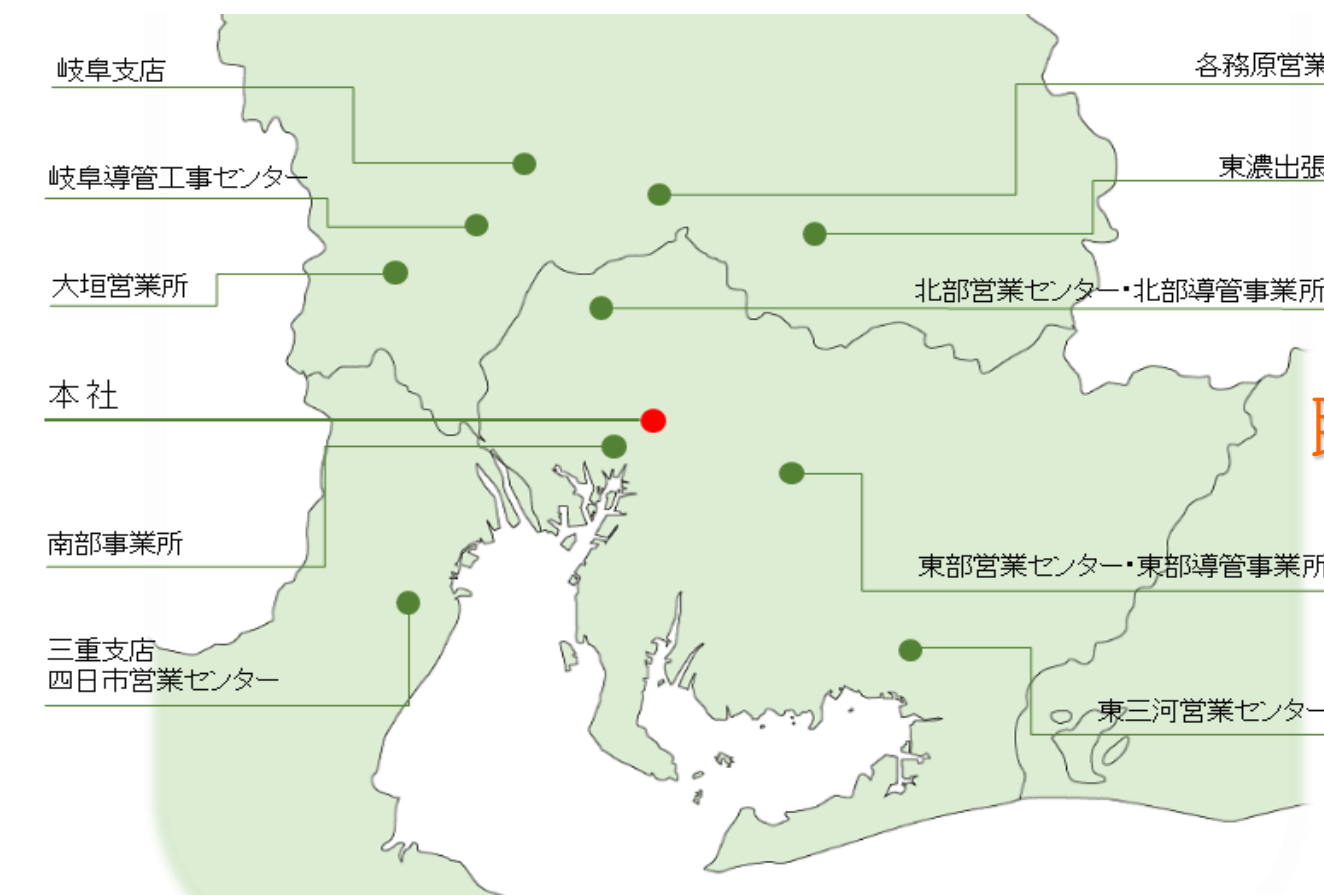 岐阜支店
岐阜導管工事センター
大垣営業所
本社
南部事業所
三重支店
四日市営業センター
各務原営業
東濃出張
北部営業センター・北部導管事業所
東部営業センター・東部導管事業所
東三河営業センター